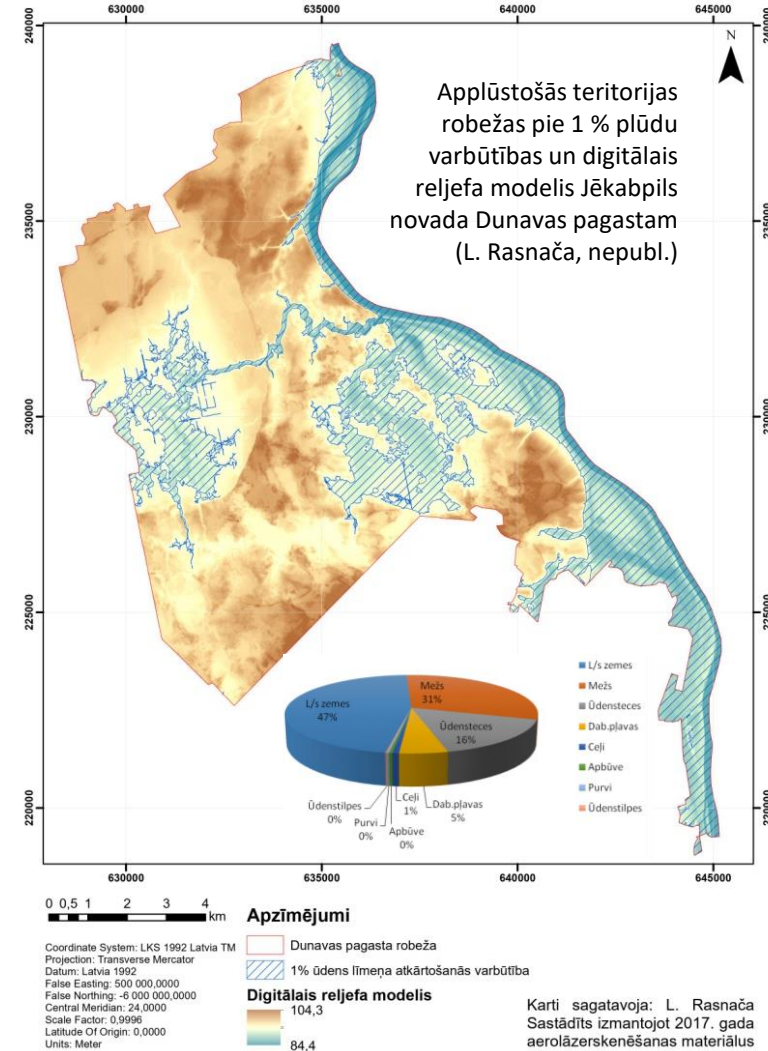 630000 635000 640000 645000
240000 240000
N
Applūstošās teritorijas
robežas pie 1 % plūdu
varbūtības un digitālais
reljefa modelis Jēkabpils
novada Dunavas pagastam
(L. Rasnača, nepubl.)
235000 235000
230000 230000
225000 225000
L/s zemes
47%
Mežs
31%
Ūdensteces
16%
Dab.pļavas
5%
Ceļi
1%
Apbūve
0%
Purvi
0%
Ūdenstilpes
0%
L/s zemes
Mežs
Ūdensteces
Dab.pļavas
Ceļi
Apbūve
Purvi
Ūdenstilpes
220000 220000
630000 635000 640000 645000
0 0,5 1 2 3 4
km
Coordinate System: LKS 1992 Latvia TM
Projection: Transverse Mercator
Datum: Latvia 1992
False Easting: 500 000,0000
False Northing: -6 000 000,0000
Central Meridian: 24,0000
Scale Factor: 0,9996
Latitude Of Origin: 0,0000
Units: Meter
Apzīmējumi
Dunavas pagasta robeža
1% ūdens līmeņa atkārtošanās varbūtība
Digitālais reljefa modelis
104,3
84,4
Karti sagatavoja: L. Rasnača
Sastādīts izmantojot 2017. gada
aerolāzerskenēšanas materiālus